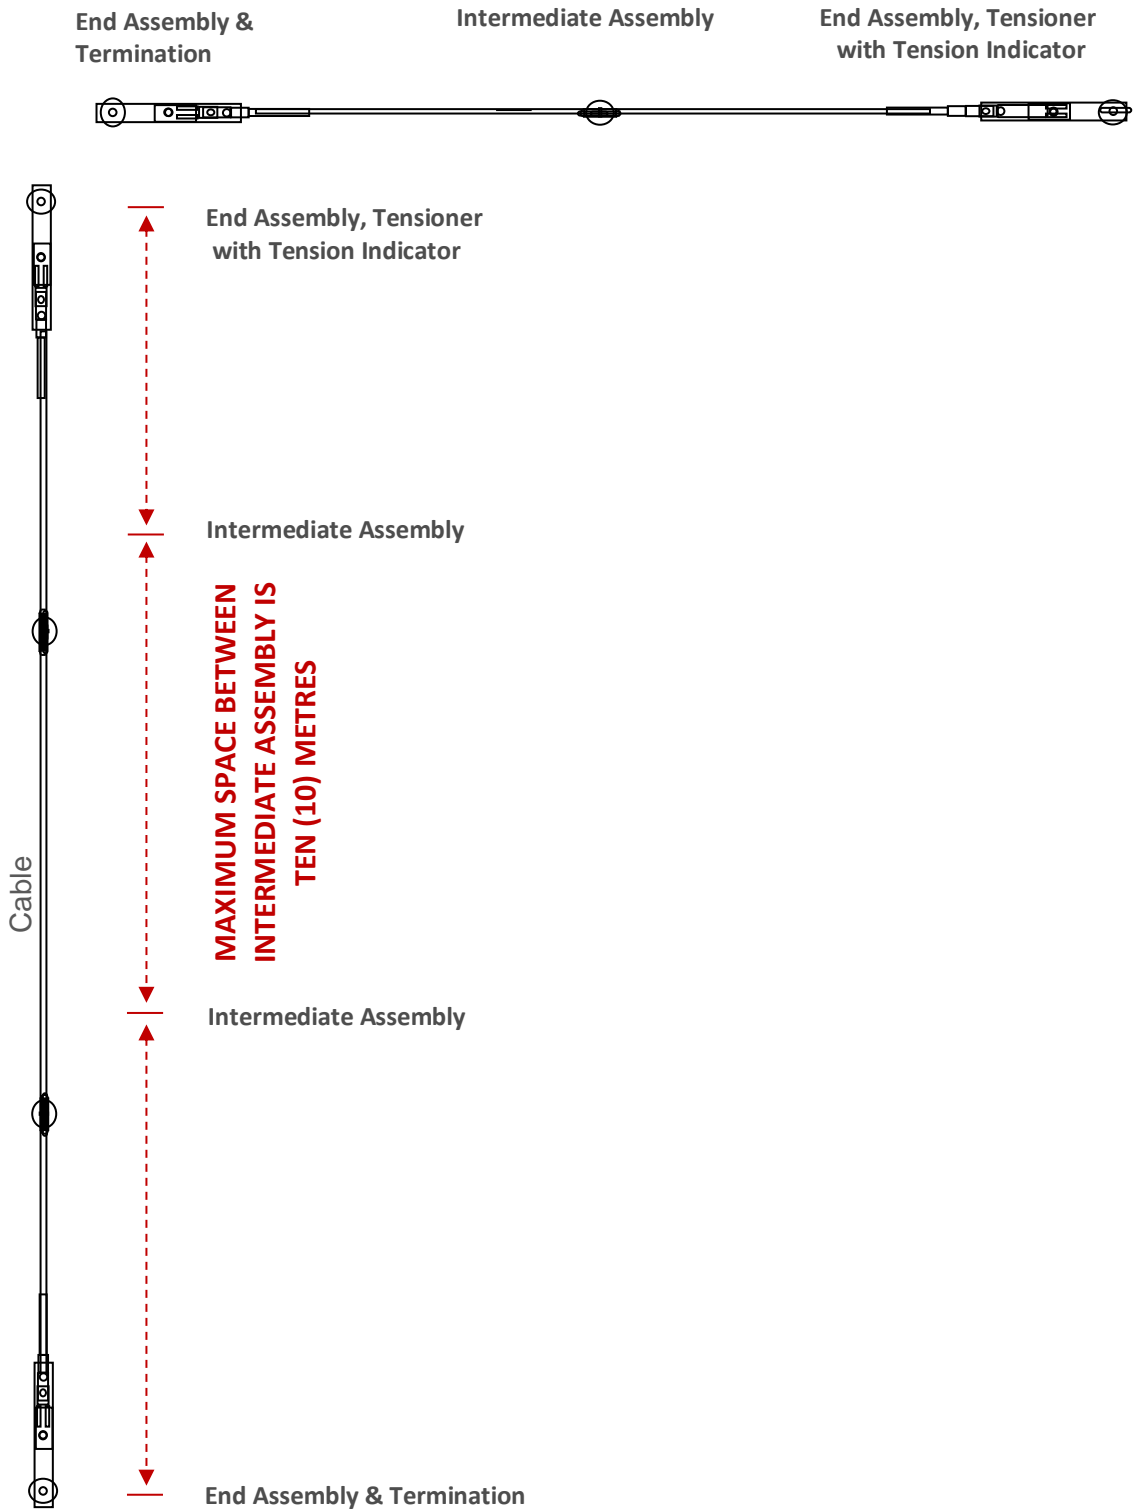 End Assembly &
Termination
Intermediate Assembly
End Assembly, Tensioner
with Tension Indicator
End Assembly, Tensioner
with Tension Indicator
Intermediate Assembly
MAXIMUM SPACE BETWEEN
INTERMEDIATE ASSEMBLY IS
TEN (10) METRES
Cable
Intermediate Assembly
End Assembly & Termination